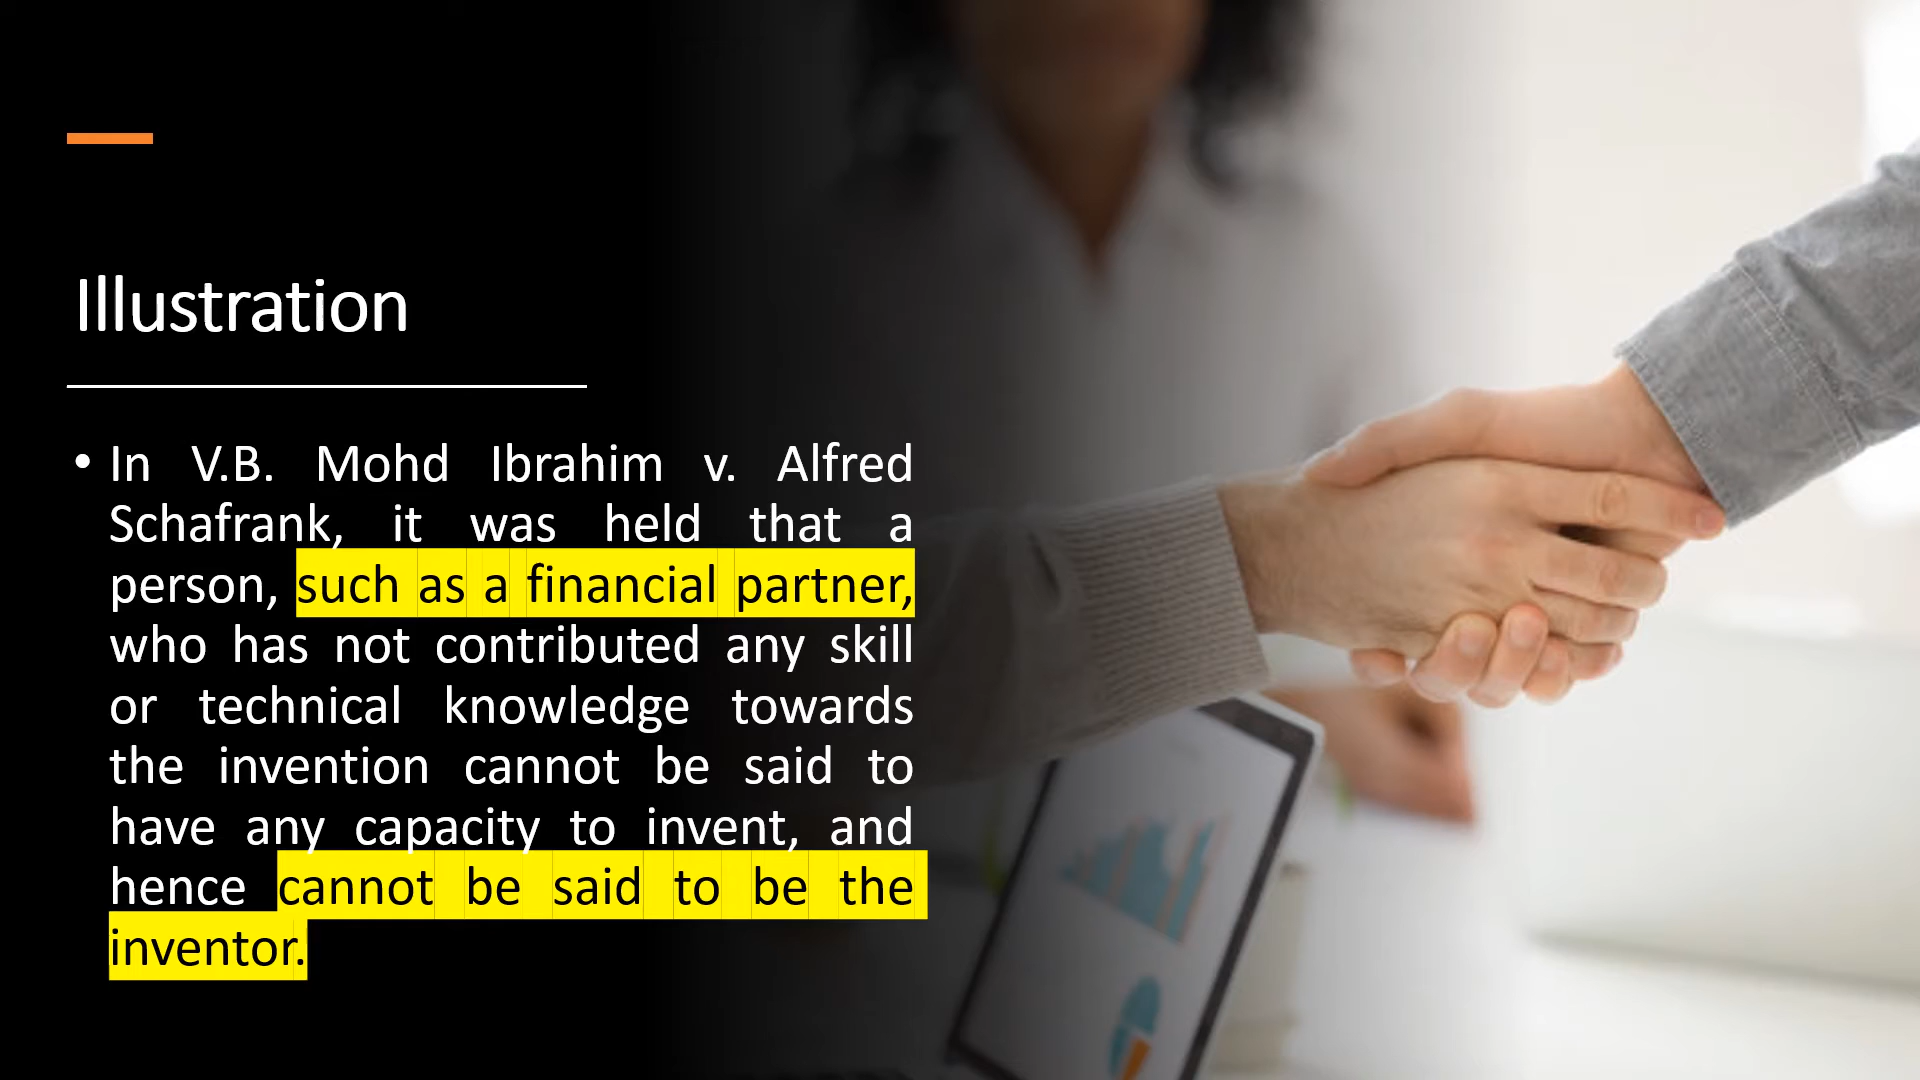 Illustration
• In V.B. Mohd Ibrahim v. Alfred
Schafrank, it was held that a
person, such as a financial partner,
who has not contributed any skill
or technical knowledge towards
the invention cannot be said to
have any capacity to invent, and
hence cannot be said to be the
inventor.